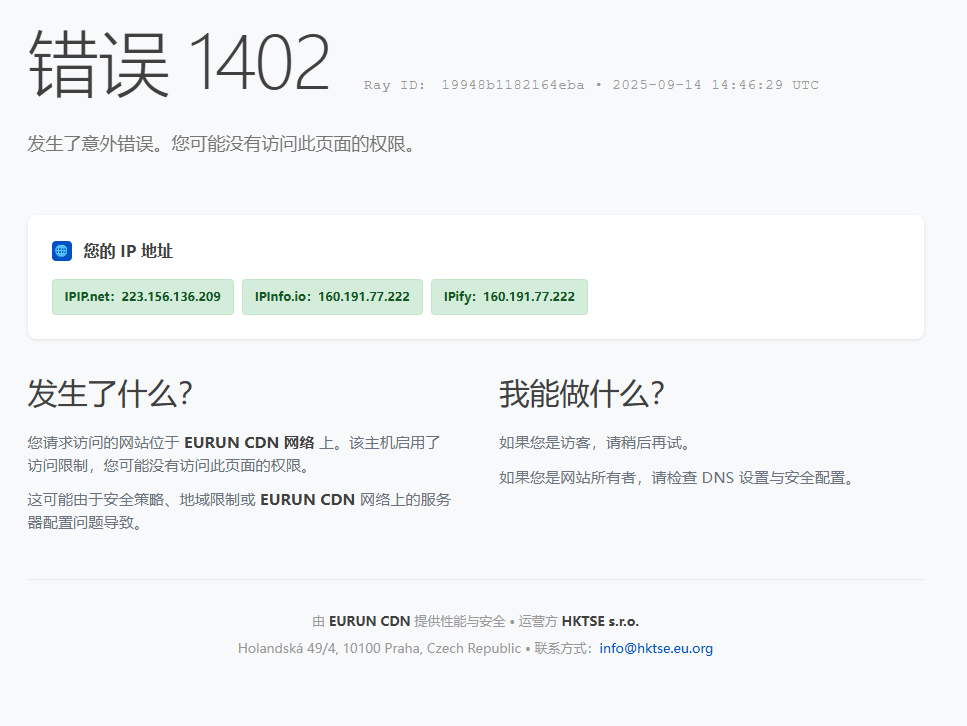 错误 1402 Ray ID: 19948b1182164eba • 2025-09-14 14:46:29 UTC
发生了意外错误。您可能没有访问此页面的权限。
您的 IP 地址
IPIP.net：223.156.136.209 IPInfo.io：160.191.77.222 IPify：160.191.77.222
发生了什么？
您请求访问的网站位于 EURUN CDN 网络 上。该主机启用了
访问限制，您可能没有访问此页面的权限。
这可能由于安全策略、地域限制或 EURUN CDN 网络上的服务
器配置问题导致。
我能做什么？
如果您是访客，请稍后再试。
如果您是网站所有者，请检查 DNS 设置与安全配置。
由 EURUN CDN 提供性能与安全 • 运营方 HKTSE s.r.o.
Holandská 49/4, 10100 Praha, Czech Republic • 联系方式：info@hktse.eu.org